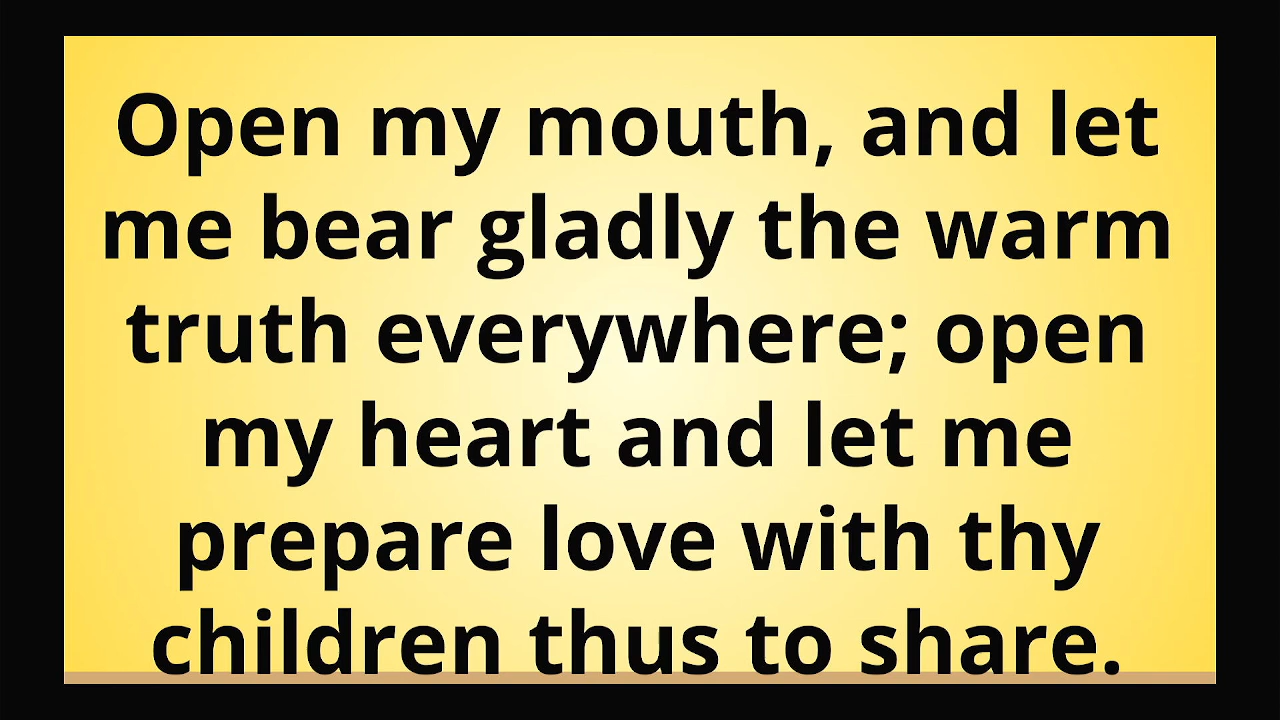 Open my mouth, and let
me bear gladly the warm
truth everywhere; open
my heart and let me
prepare love with thy
children thus to share.